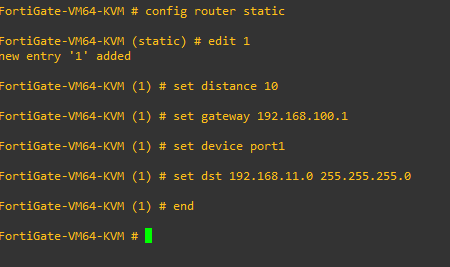 FortiGate-VM64-KVM # config router static
FortiGate-VM64-KVM (static) # edit 1
new entry '1' added
FortiGate-VM64-KVM (1) # set distance 10
FortiGate-VM64-KVM (1) # set gateway 192.168.100.1
FortiGate-VM64-KVM (1) # set device port1
FortiGate-VM64-KVM (1) # set dst 192.168.11.0 255.255.255.0
FortiGate-VM64-KVM (1) # end
FortiGate-VM64-KVM #